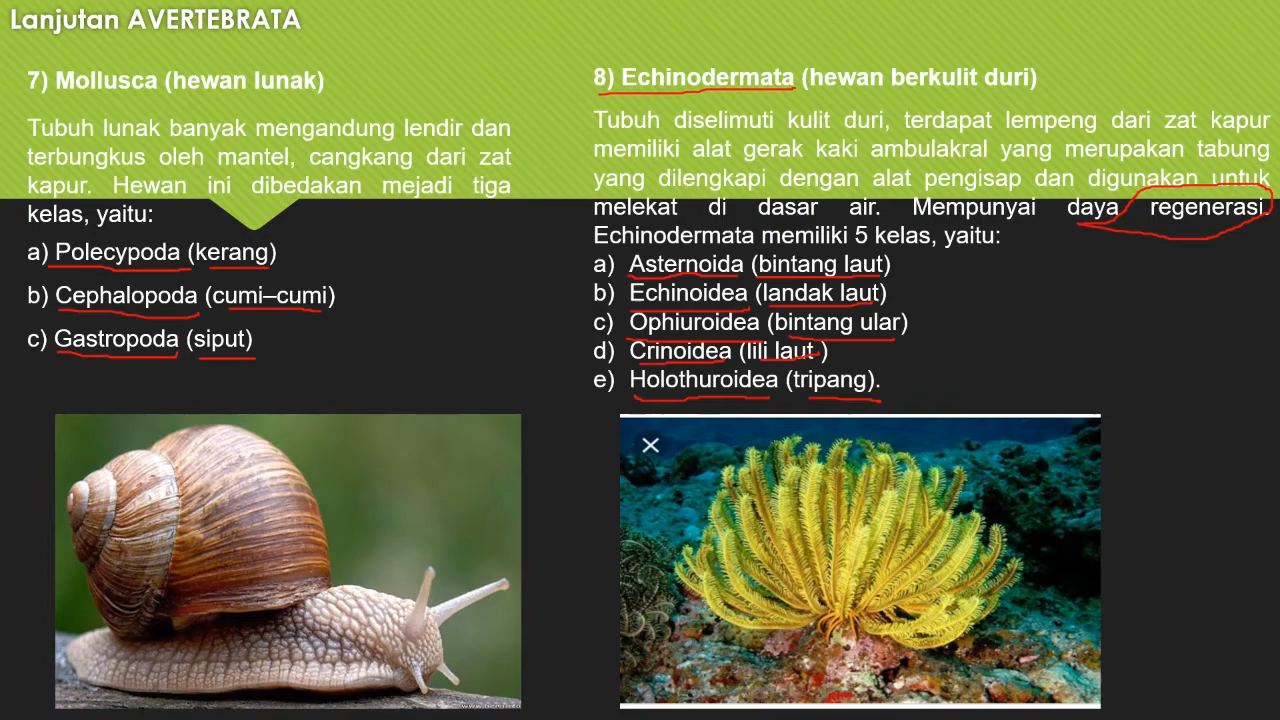 Lanjutan AVERTEBRATA
7) Mollusca (hewan lunak)
Tubuh lunak banyak mengandung lendir dan
terbungkus oleh mantel, cangkang dari zat
kapur. Hewan ini dibedakan mejadi tiga
kelas, yaitu:
a) Polecypoda (kerang)
b) Cephalopoda (cumi–cumi)
c) Gastropoda (siput)
8) Echinodermata (hewan berkulit duri)
Tubuh diselimuti kulit duri, terdapat lempeng dari zat kapur
memiliki alat gerak kaki ambulakral yang merupakan tabung
yang dilengkapi dengan alat pengisap dan digunakan untuk
melekat di dasar air. Mempunyai daya regenerasi.
Echinodermata memiliki 5 kelas, yaitu:
a) Asternoida (bintang laut)
b) Echinoidea (landak laut)
c) Ophiuroidea (bintang ular)
d) Crinoidea (lili laut )
e) Holothuroidea (tripang).